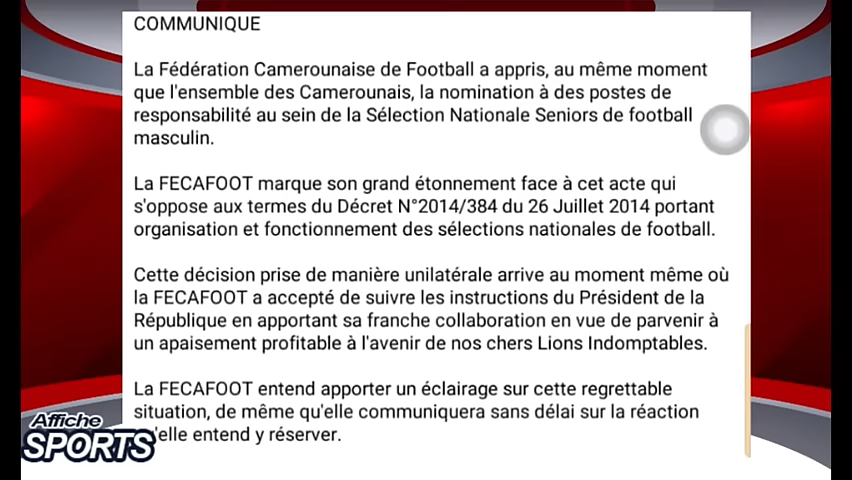 COMMUNIQUE
La Fédération Camerounaise de Football a appris, au même moment
que l'ensemble des Camerounais, la nomination à des postes de
responsabilité au sein de la Sélection Nationale Seniors de football
masculin.
La FECAFOOT marque son grand étonnement face à cet acte qui
s'oppose aux termes du Décret N°2014/384 du 26 Juillet 2014 portant
organisation et fonctionnement des sélections nationales de football.
Cette décision prise de manière unilatérale arrive au moment même où
la FECAFOOT a accepté de suivre les instructions du Président de la
République en apportant sa franche collaboration en vue de parvenir à
un apaisement profitable à l'avenir de nos chers Lions Indomptables.
La FECAFOOT entend apporter un éclairage sur cette regrettable
situation, de même qu'elle communiquera sans délai sur la réaction
'elle entend y réserver.
Affiche
SPORTS